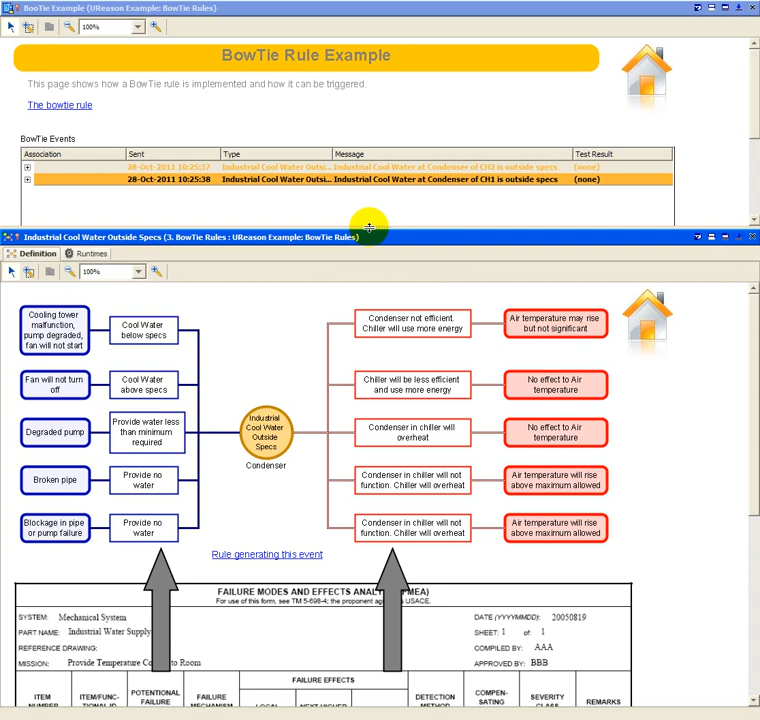 BooTie Example (UReason Example: BowTie Rules)
100%
BowTie Rule Example
This page shows how a BowTie rule is implemented and how it can be triggered.
The bowtie rule
BowTie Events
Association Sent Type Message Test Result
28-Oct-2011 10:25:37 Industrial Cool Water Outsi... Industrial Cool Water at Condenser of CH2 is outside specs (none)
28-Oct-2011 10:25:38 Industrial Cool Water Outsi... Industrial Cool Water at Condenser of CH1 is outside specs (none)
Industrial Cool Water Outside Specs (3. BowTie Rules : UReason Example: BowTie Rules)
Definition Runtimes
100%
Cooling tower
malfunction,
pump degraded,
fan will not start
Cool Water
below specs
Condenser not efficient.
Chiller will use more energy
Air temperature may rise
but not significant
Fan will not turn
off
Cool Water
above specs
Chiller will be less efficient
and use more energy
No effect to Air
temperature
Degraded pump
Provide water less
than minimum
required
Industrial
Cool Water
Outside
Specs
Condenser
Condenser in chiller will
overheat
No effect to Air
temperature
Broken pipe
Provide no
water
Condenser in chiller will not
function. Chiller will overheat
Air temperature will rise
above maximum allowed
Blockage in pipe
or pump failure
Provide no
water
Condenser in chiller will not
function. Chiller will overheat
Air temperature will rise
above maximum allowed
Rule generating this event
FAILURE MODES AND EFFECTS ANALY MEA)
For use of this form, see TM 5-698-4; the proponent ag is USACE.
SYSTEM: Mechanical System
DATE (YYYYMMDD): 20050819
PART NAME: Industrial Water Supply
SHEET: 1 of: 1
REFERENCE DRAWING:
COMPILED BY: AAA
MISSION: Provide Temperature Co to Room
APPROVED BY: BBB
FAILURE EFFECTS
ITEM
NUMBER
ITEM/FUNC-
TIONAL ID
POTENTIAL
FAILURE
FAILURE
MECHANISM
LOCAL
NEXT HIGHER
DETECTION
METHOD
COMPEN-
SATING
SEVERITY
CLASS
REMARKS